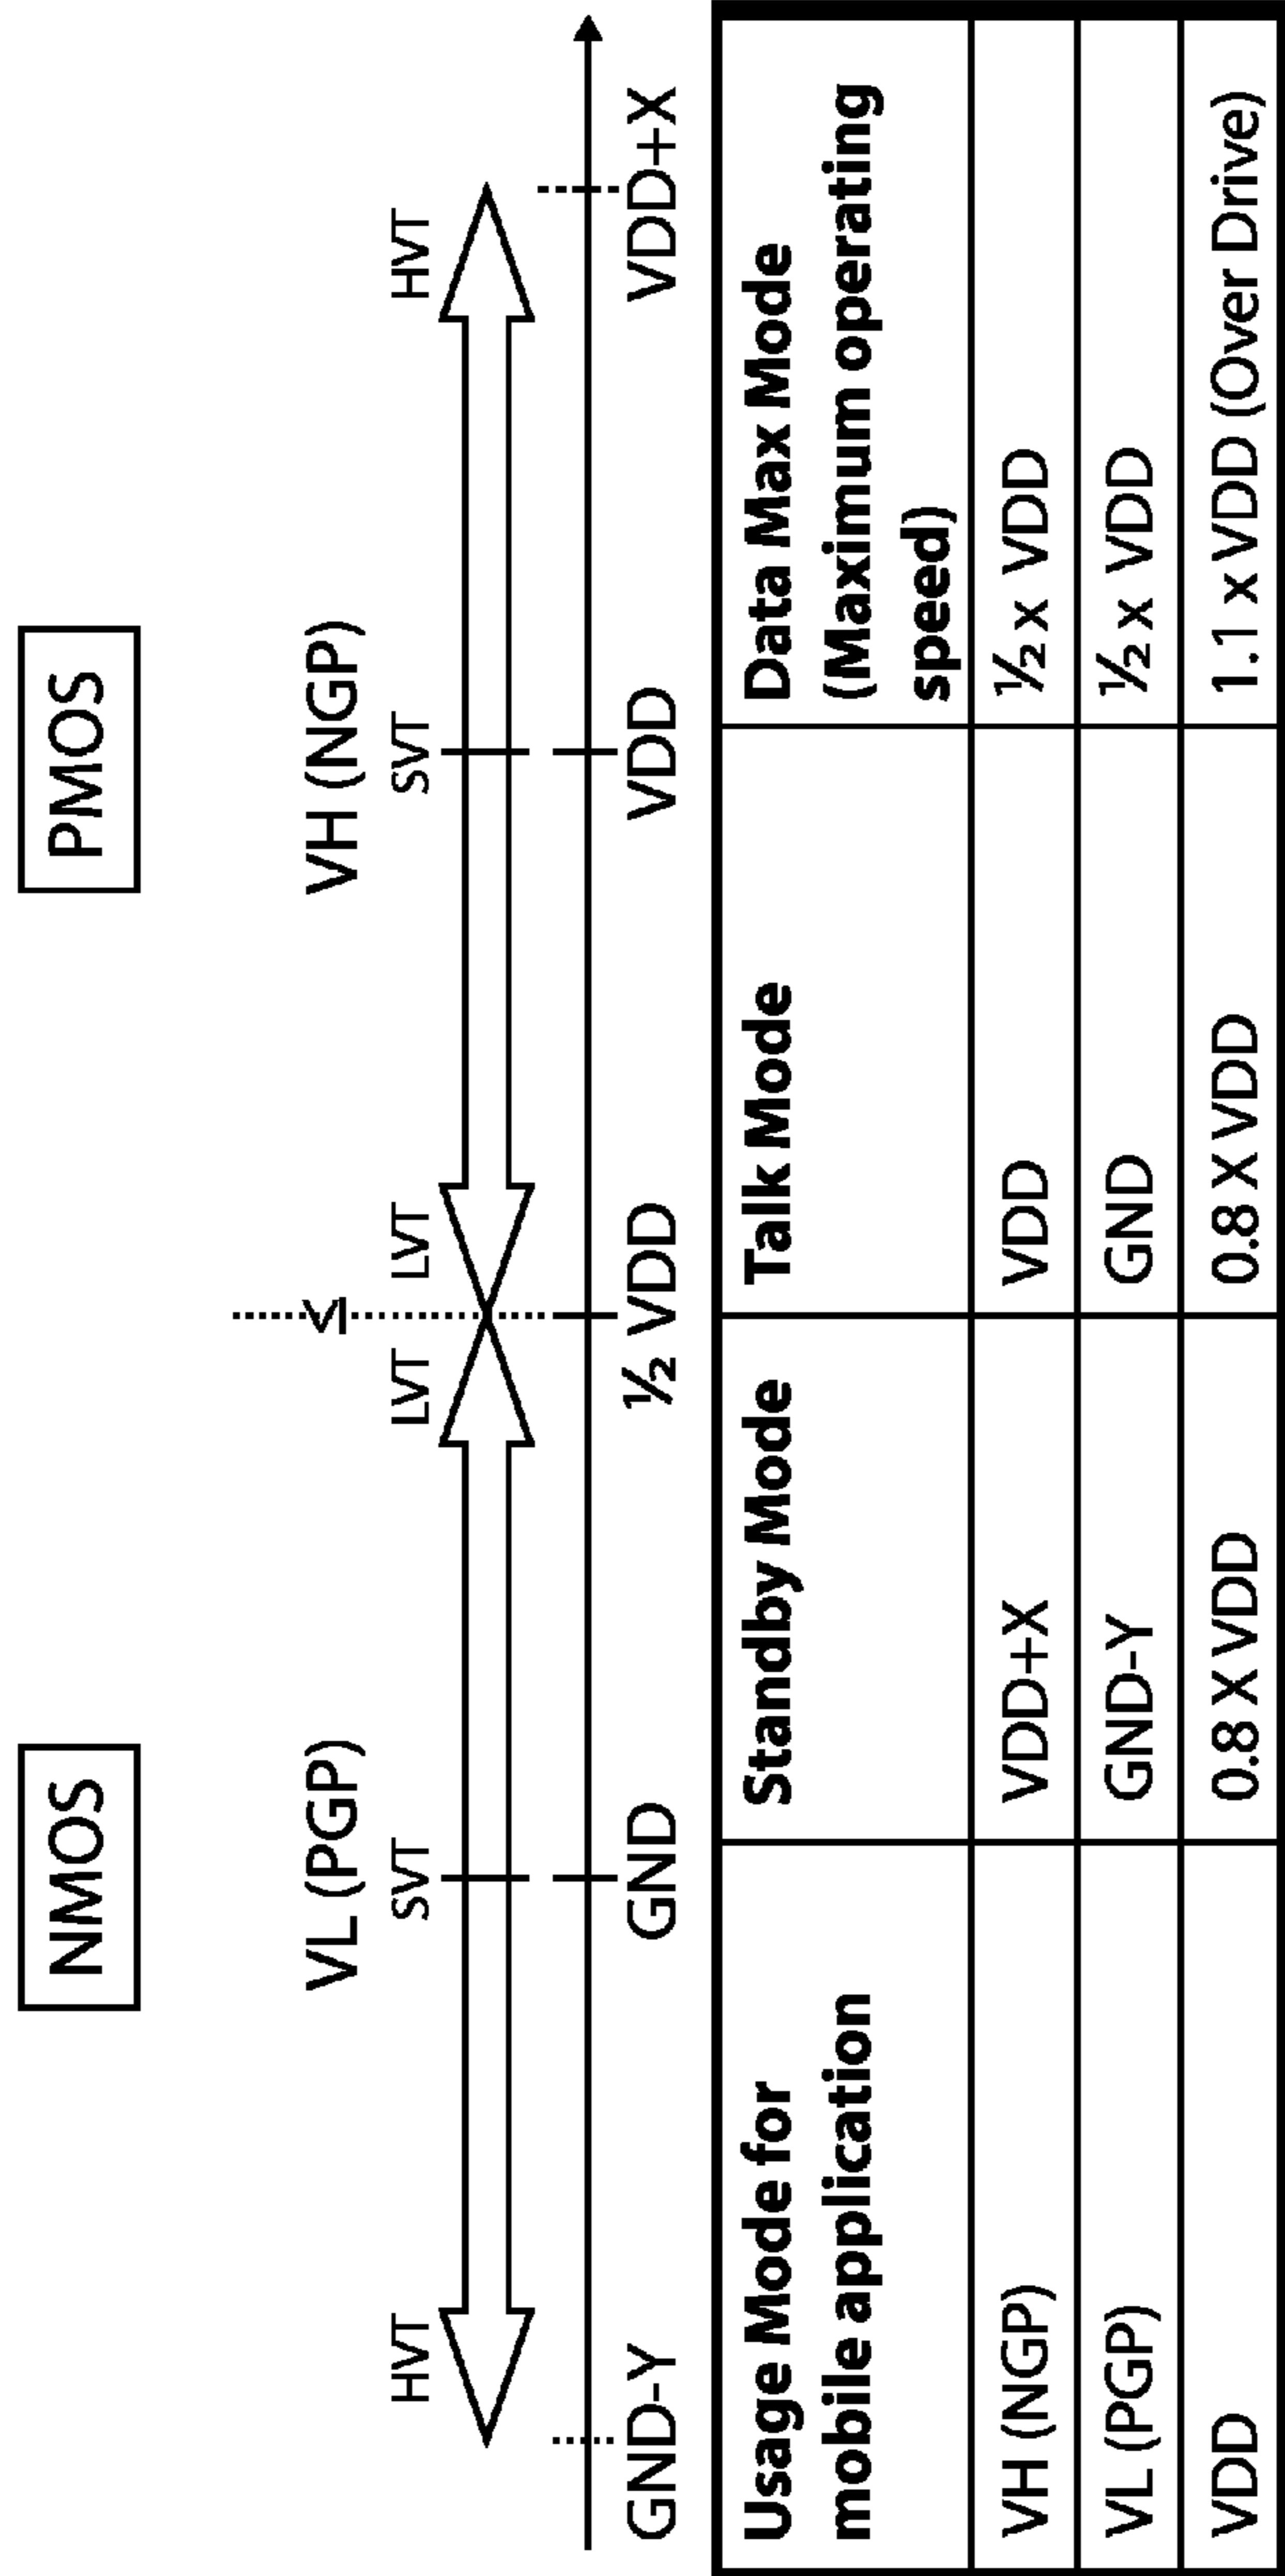 NMOS
PMOS
VL (PGP)
≤
VH (NGP)
HVT
SVT
LVT
LVT
SVT
HVT
GND-Y
GND
½ VDD
VDD
VDD+X
Usage Mode for
mobile application
Standby Mode
Talk Mode
Data Max Mode
(Maximum operating
speed)
VH (NGP)
VDD+X
VDD
½ x VDD
VL (PGP)
GND-Y
GND
½ x VDD
VDD
0.8 X VDD
0.8 X VDD
1.1 x VDD (Over Drive)